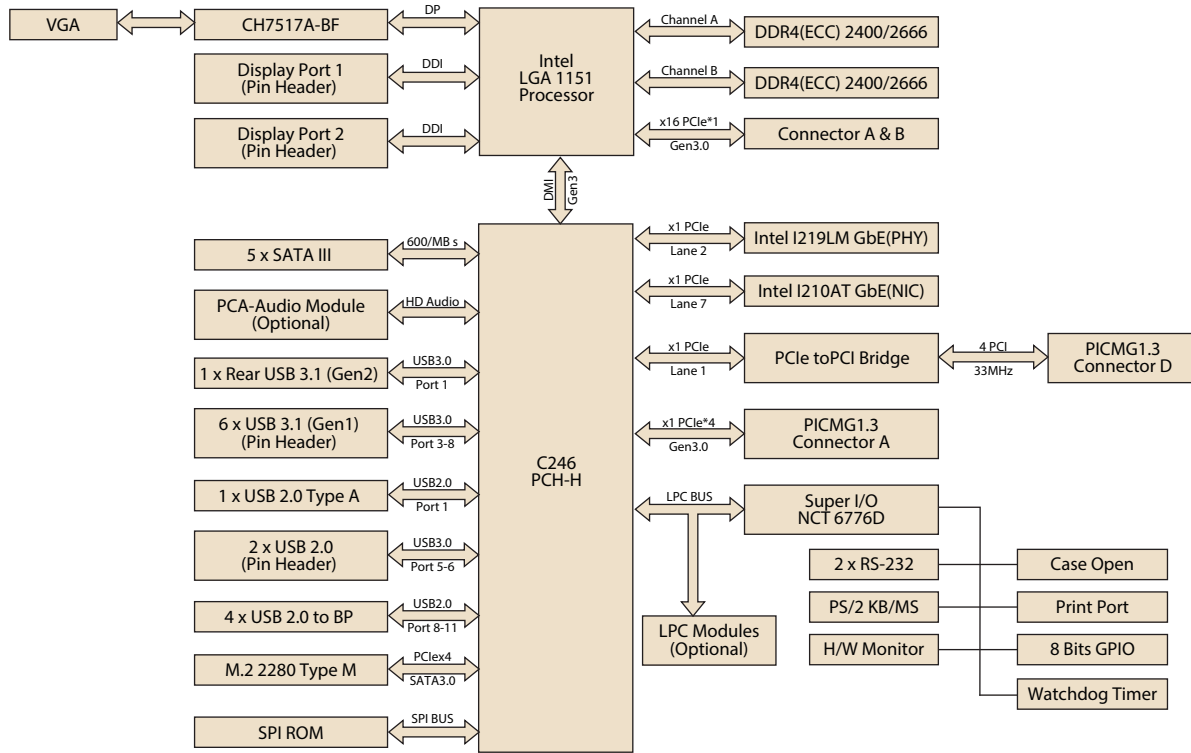 VGA
CH7517A-BF
DP
Display Port 1
(Pin Header)
DDI
Display Port 2
(Pin Header)
DDI
Intel
LGA 1151
Processor
Channel A
DDR4(ECC) 2400/2666
Channel B
DDR4(ECC) 2400/2666
x16 PCIe*1
Gen3.0
Connector A & B
DMI
Gen3
5 x SATA III
600/MB s
PCA-Audio Module
(Optional)
HD Audio
1 x Rear USB 3.1 (Gen2)
USB3.0
Port 1
6 x USB 3.1 (Gen1)
(Pin Header)
USB3.0
Port 3-8
1 x USB 2.0 Type A
USB2.0
Port 1
2 x USB 2.0
(Pin Header)
USB3.0
Port 5-6
4 x USB 2.0 to BP
USB2.0
Port 8-11
M.2 2280 Type M
PCIex4
SATA3.0
SPI ROM
SPI BUS
C246
PCH-H
x1 PCIe
Lane 2
Intel I219LM GbE(PHY)
x1 PCIe
Lane 7
Intel I210AT GbE(NIC)
x1 PCIe
Lane 1
PCIe toPCI Bridge
4 PCI
33MHz
PICMG1.3
Connector D
x1 PCIe*4
Gen3.0
PICMG1.3
Connector A
LPC BUS
Super I/O
NCT 6776D
LPC Modules
(Optional)
2 x RS-232
Case Open
PS/2 KB/MS
Print Port
H/W Monitor
8 Bits GPIO
Watchdog Timer